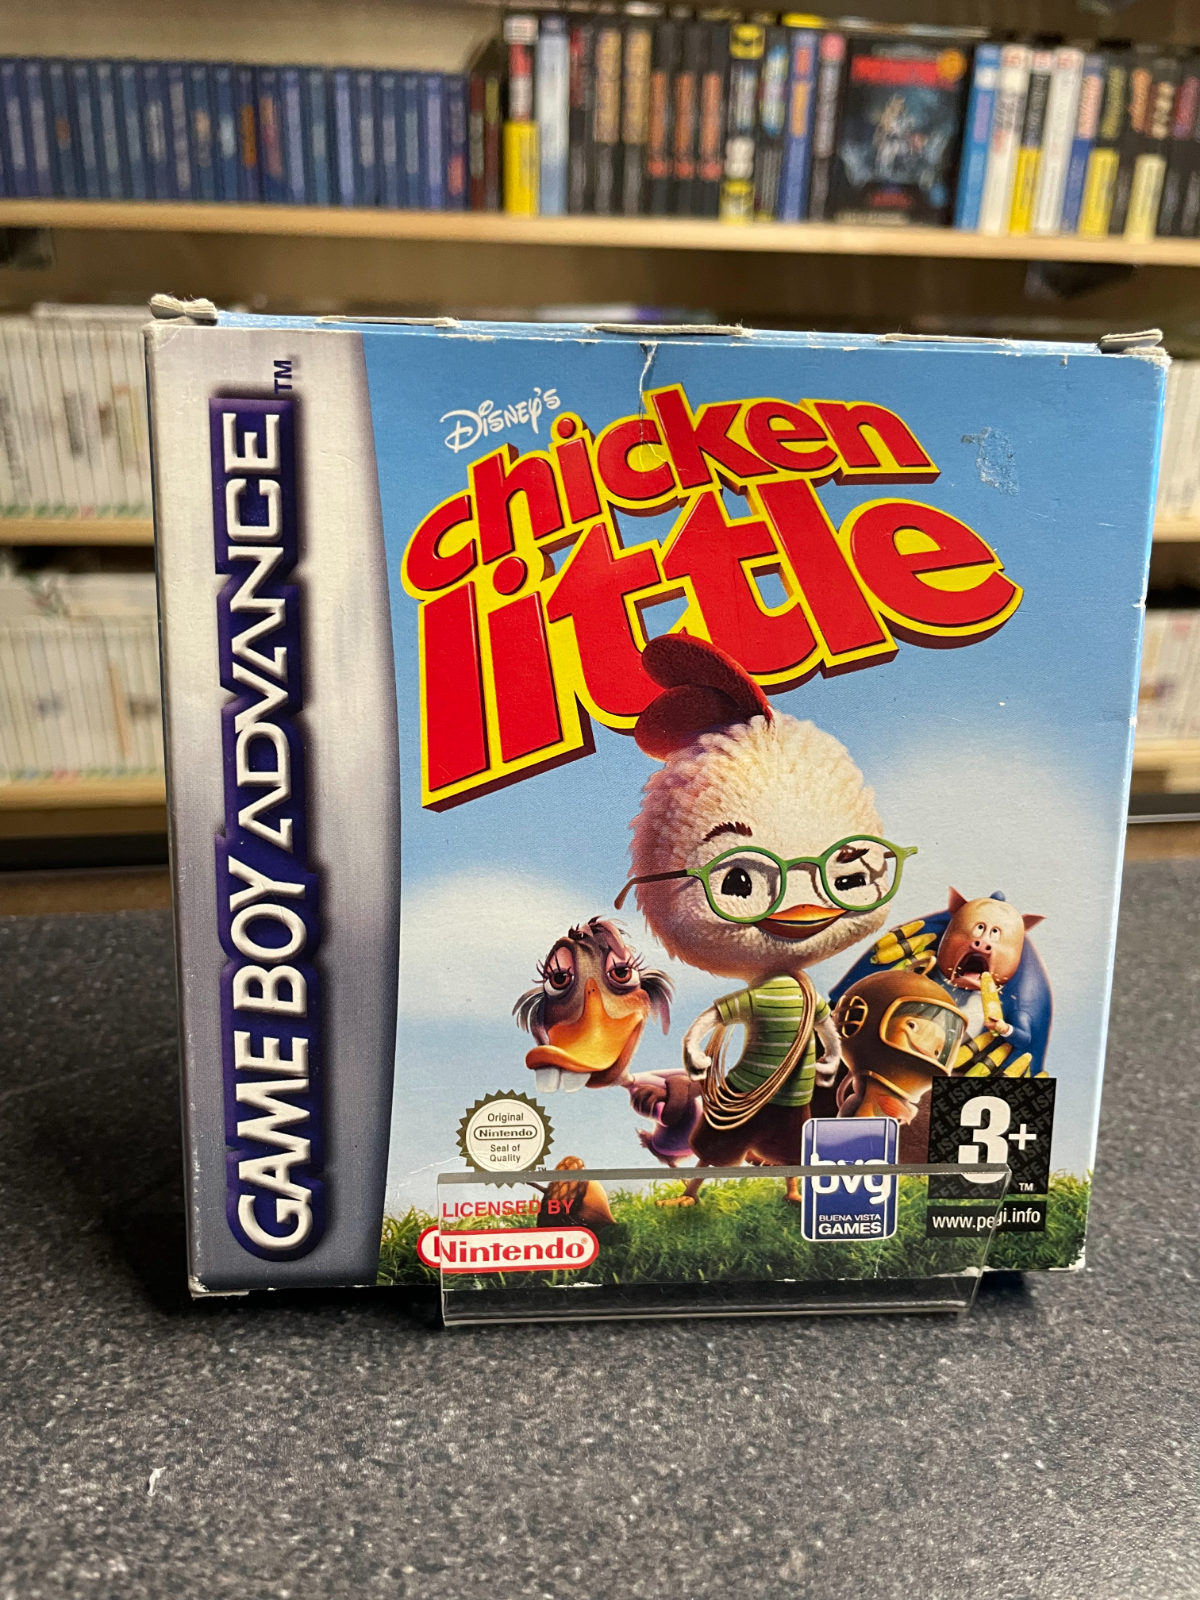 GAME BOY ADVANCE™
Disney's
chicken
little
Original
Nintendo
Seal of
Quality
LICENSED BY
Nintendo®
bvg
BUENA VISTA
GAMES
3+
™
www.pegi.info